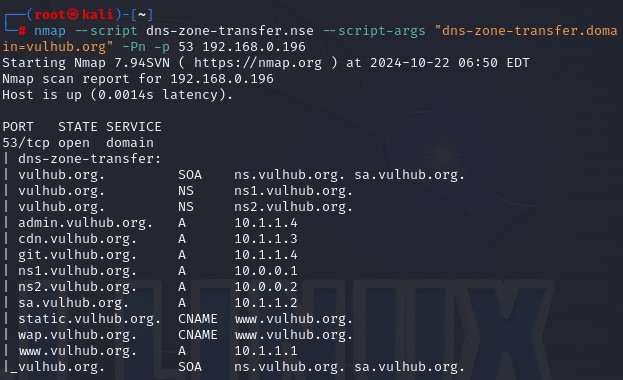 ┌──(root㉿kali)-[~]
└─# nmap --script dns-zone-transfer.nse --script-args "dns-zone-transfer.doma
in=vulhub.org" -Pn -p 53 192.168.0.196
Starting Nmap 7.94SVN ( https://nmap.org ) at 2024-10-22 06:50 EDT
Nmap scan report for 192.168.0.196
Host is up (0.0014s latency).

PORT   STATE SERVICE
53/tcp open  domain
| dns-zone-transfer:
| vulhub.org.         SOA    ns.vulhub.org. sa.vulhub.org.
| vulhub.org.         NS     ns1.vulhub.org.
| vulhub.org.         NS     ns2.vulhub.org.
| admin.vulhub.org.   A      10.1.1.4
| cdn.vulhub.org.     A      10.1.1.3
| git.vulhub.org.     A      10.1.1.4
| ns1.vulhub.org.     A      10.0.0.1
| ns2.vulhub.org.     A      10.0.0.2
| sa.vulhub.org.      A      10.1.1.2
| static.vulhub.org.  CNAME  www.vulhub.org.
| wap.vulhub.org.     CNAME  www.vulhub.org.
| www.vulhub.org.     A      10.1.1.1
|_vulhub.org.         SOA    ns.vulhub.org. sa.vulhub.org.